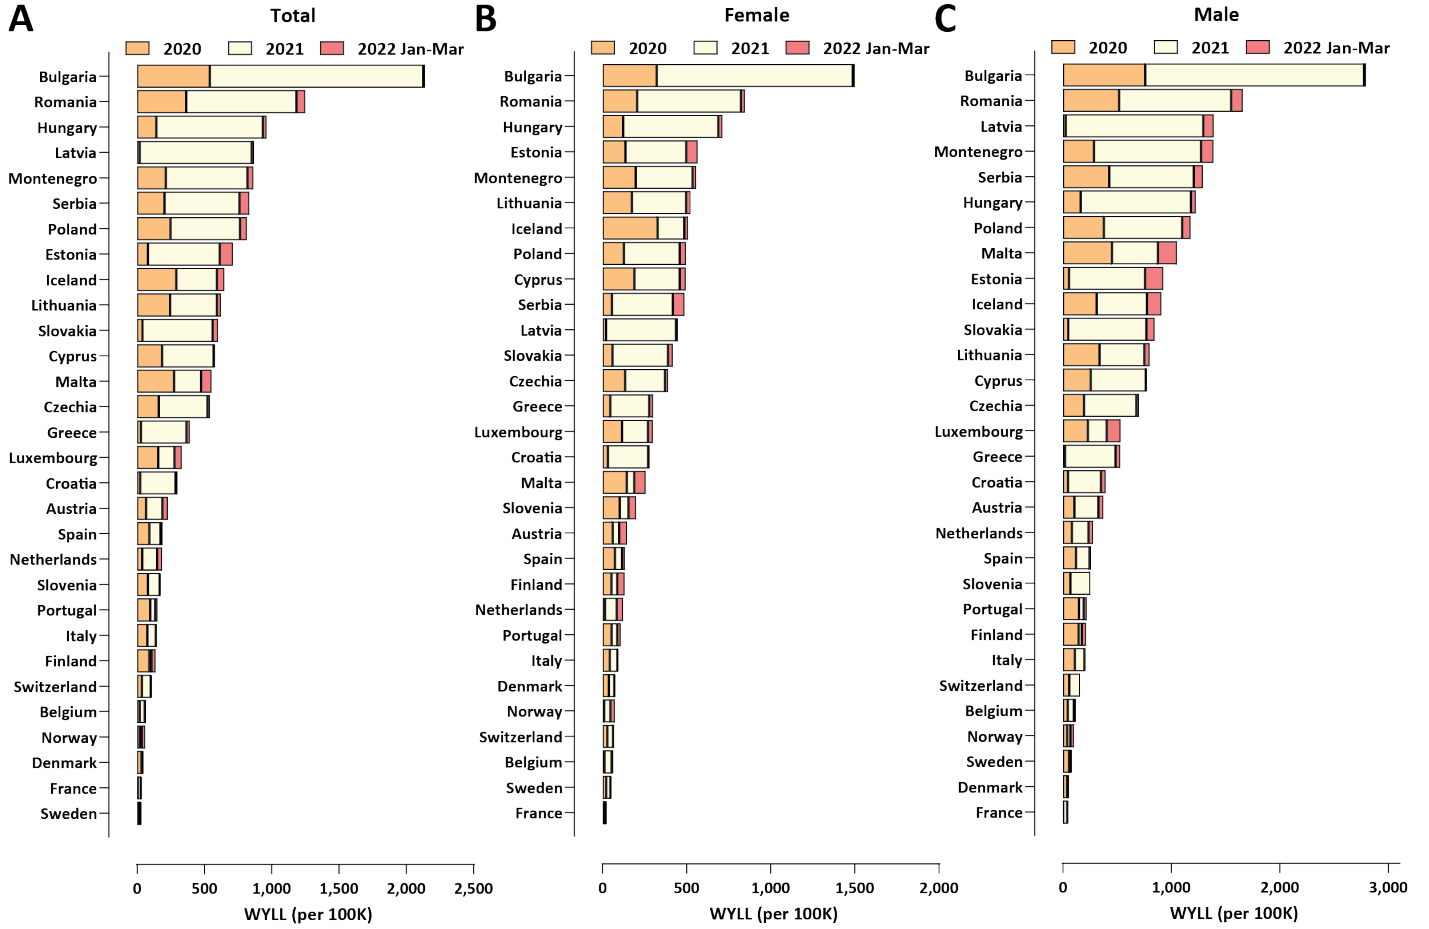 A
Total
2020 2021 2022 Jan-Mar
Bulgaria
Romania
Hungary
Latvia
Montenegro
Serbia
Poland
Estonia
Iceland
Lithuania
Slovakia
Cyprus
Malta
Czechia
Greece
Luxembourg
Croatia
Austria
Spain
Netherlands
Slovenia
Portugal
Italy
Finland
Switzerland
Belgium
Norway
Denmark
France
Sweden
0 500 1,000 1,500 2,000 2,500
WYLL (per 100K)
B
Female
2020 2021 2022 Jan-Mar
Bulgaria
Romania
Hungary
Estonia
Montenegro
Lithuania
Iceland
Poland
Cyprus
Serbia
Latvia
Slovakia
Czechia
Greece
Luxembourg
Croatia
Malta
Slovenia
Austria
Spain
Finland
Netherlands
Portugal
Italy
Denmark
Norway
Switzerland
Belgium
Sweden
France
0 500 1,000 1,500 2,000
WYLL (per 100K)
C
Male
2020 2021 2022 Jan-Mar
Bulgaria
Romania
Latvia
Montenegro
Serbia
Hungary
Poland
Malta
Estonia
Iceland
Slovakia
Lithuania
Cyprus
Czechia
Luxembourg
Greece
Croatia
Austria
Netherlands
Spain
Slovenia
Portugal
Finland
Italy
Switzerland
Belgium
Norway
Sweden
Denmark
France
0 1,000 2,000 3,000
WYLL (per 100K)